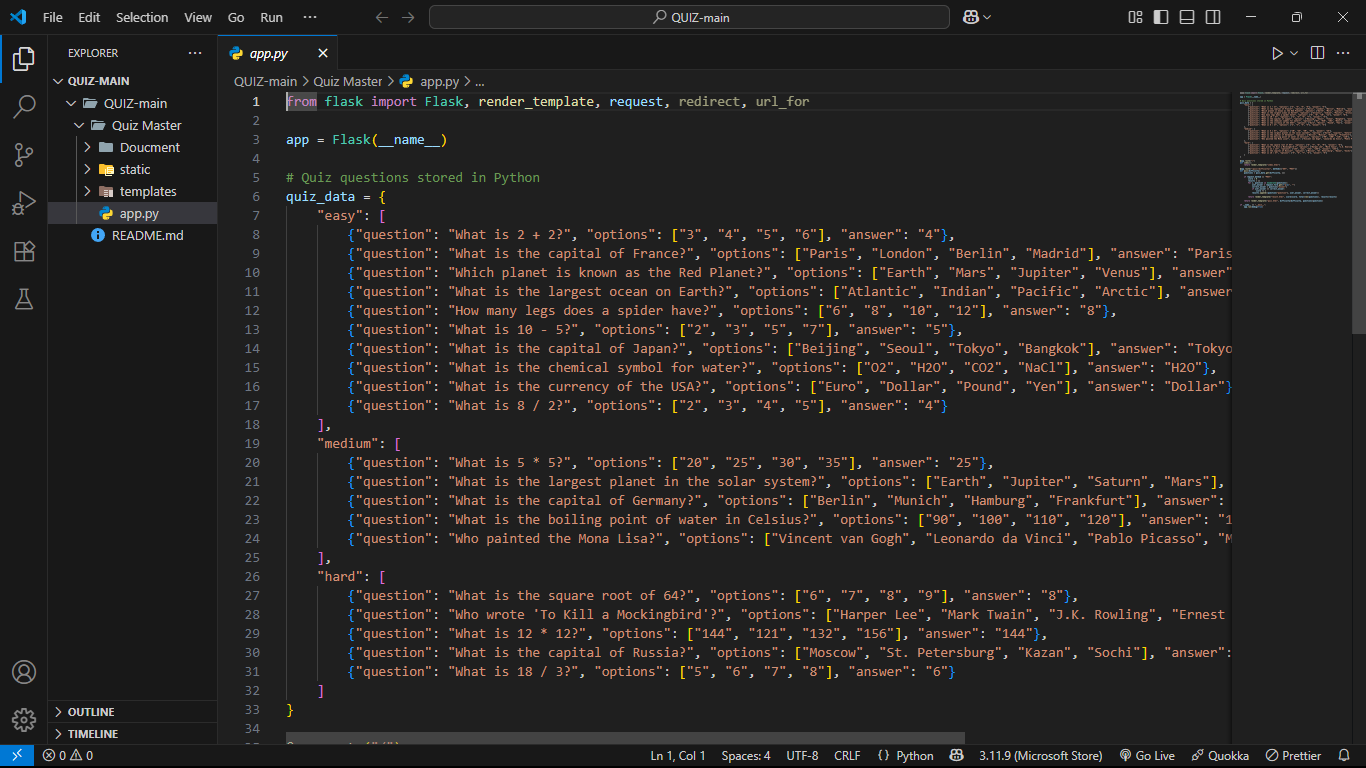 File Edit Selection View Go Run ···
QUIZ-main
EXPLORER ···
QUIZ-MAIN
QUIZ-main
Quiz Master
Doucment
static
templates
app.py
README.md
OUTLINE
TIMELINE
app.py
QUIZ-main > Quiz Master > app.py > ...
1 from flask import Flask, render_template, request, redirect, url_for
2
3 app = Flask(__name__)
4
5 # Quiz questions stored in Python
6 quiz_data = {
7 "easy": [
8 {"question": "What is 2 + 2?", "options": ["3", "4", "5", "6"], "answer": "4"},
9 {"question": "What is the capital of France?", "options": ["Paris", "London", "Berlin", "Madrid"], "answer": "Paris
10 {"question": "Which planet is known as the Red Planet?", "options": ["Earth", "Mars", "Jupiter", "Venus"], "answer"
11 {"question": "What is the largest ocean on Earth?", "options": ["Atlantic", "Indian", "Pacific", "Arctic"], "answer
12 {"question": "How many legs does a spider have?", "options": ["6", "8", "10", "12"], "answer": "8"},
13 {"question": "What is 10 - 5?", "options": ["2", "3", "5", "7"], "answer": "5"},
14 {"question": "What is the capital of Japan?", "options": ["Beijing", "Seoul", "Tokyo", "Bangkok"], "answer": "Tokyo
15 {"question": "What is the chemical symbol for water?", "options": ["O2", "H2O", "CO2", "NaCl"], "answer": "H2O"},
16 {"question": "What is the currency of the USA?", "options": ["Euro", "Dollar", "Pound", "Yen"], "answer": "Dollar"}
17 {"question": "What is 8 / 2?", "options": ["2", "3", "4", "5"], "answer": "4"}
18 ],
19 "medium": [
20 {"question": "What is 5 * 5?", "options": ["20", "25", "30", "35"], "answer": "25"},
21 {"question": "What is the largest planet in the solar system?", "options": ["Earth", "Jupiter", "Saturn", "Mars"],
22 {"question": "What is the capital of Germany?", "options": ["Berlin", "Munich", "Hamburg", "Frankfurt"], "answer":
23 {"question": "What is the boiling point of water in Celsius?", "options": ["90", "100", "110", "120"], "answer": "1
24 {"question": "Who painted the Mona Lisa?", "options": ["Vincent van Gogh", "Leonardo da Vinci", "Pablo Picasso", "M
25 ],
26 "hard": [
27 {"question": "What is the square root of 64?", "options": ["6", "7", "8", "9"], "answer": "8"},
28 {"question": "Who wrote 'To Kill a Mockingbird'?", "options": ["Harper Lee", "Mark Twain", "J.K. Rowling", "Ernest
29 {"question": "What is 12 * 12?", "options": ["144", "121", "132", "156"], "answer": "144"},
30 {"question": "What is the capital of Russia?", "options": ["Moscow", "St. Petersburg", "Kazan", "Sochi"], "answer":
31 {"question": "What is 18 / 3?", "options": ["5", "6", "7", "8"], "answer": "6"}
32 ]
33 }
34
0 0 Ln 1, Col 1 Spaces: 4 UTF-8 CRLF {} Python 3.11.9 (Microsoft Store) Go Live Quokka Prettier